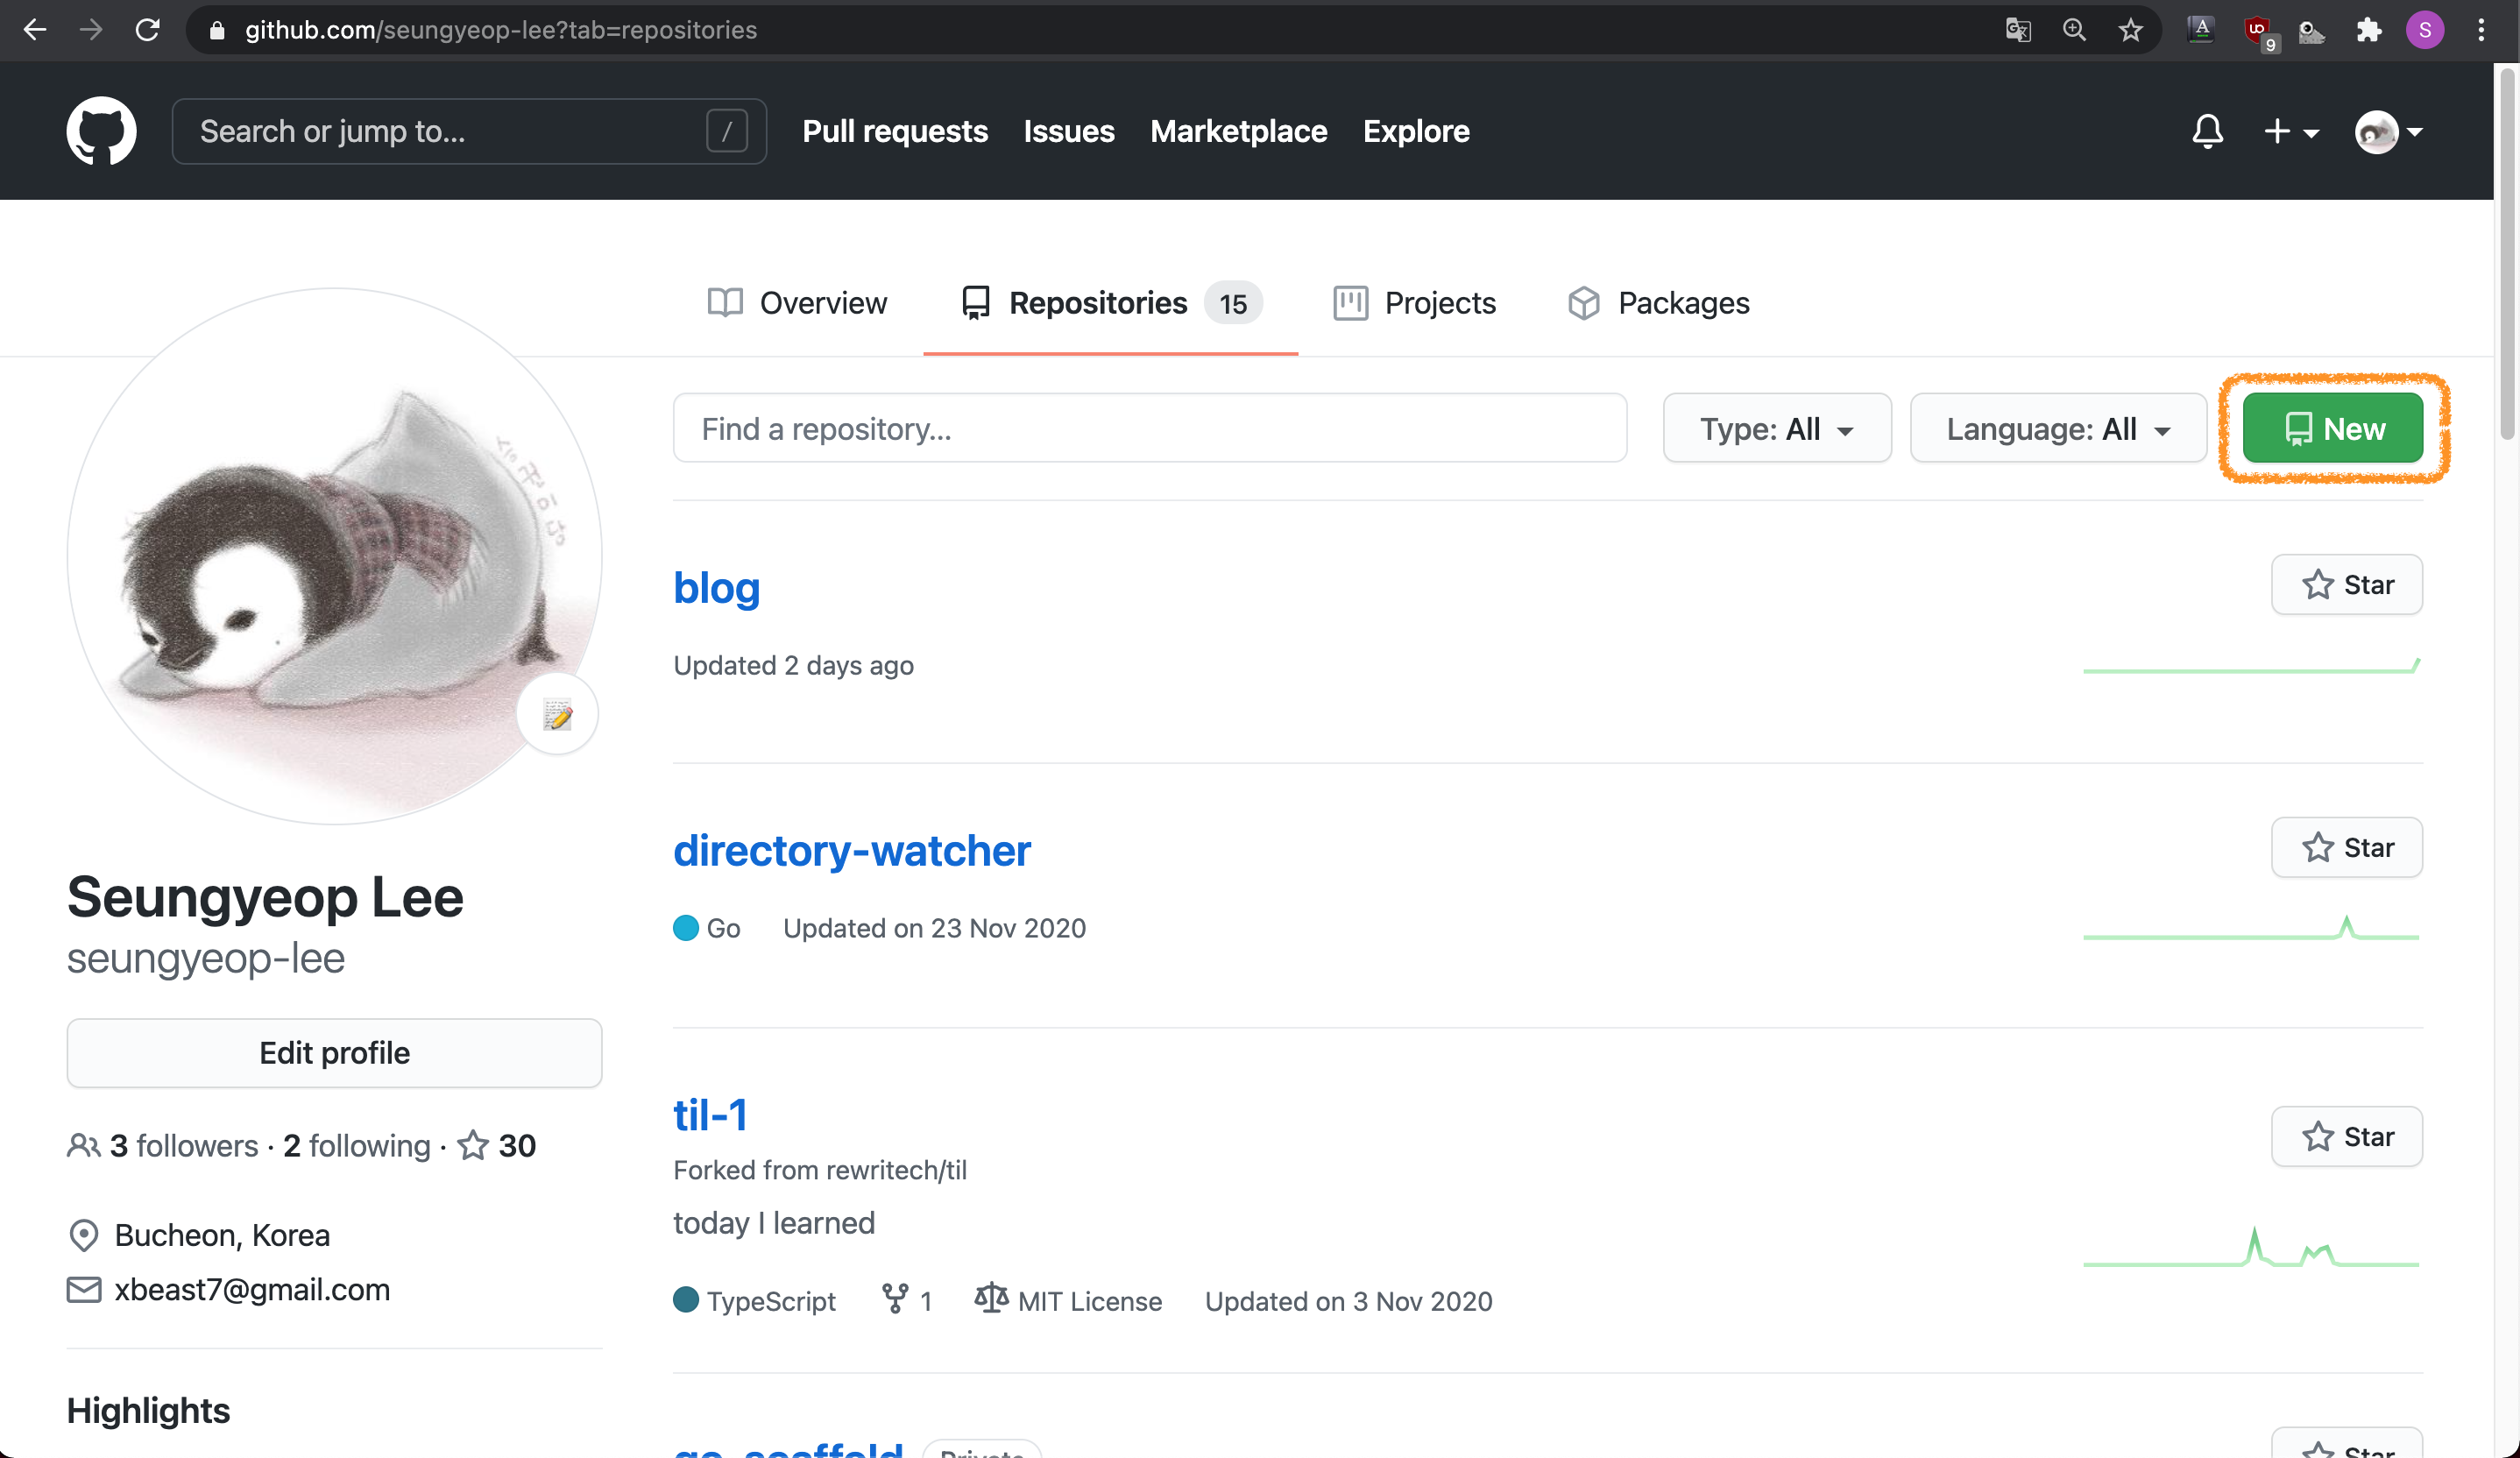 github.com/seungyeop-lee?tab=repositories
9
S
Search or jump to...
/
Pull requests
Issues
Marketplace
Explore
Overview
Repositories 15
Projects
Packages
Find a repository...
Type: All
Language: All
New
blog
Star
Updated 2 days ago
directory-watcher
Star
Go
Updated on 23 Nov 2020
Seungyeop Lee
seungyeop-lee
Edit profile
3 followers · 2 following · 30
Bucheon, Korea
xbeast7@gmail.com
Highlights
til-1
Star
Forked from rewritech/til
today I learned
TypeScript
1
MIT License
Updated on 3 Nov 2020
go-scaffold
Private
Star